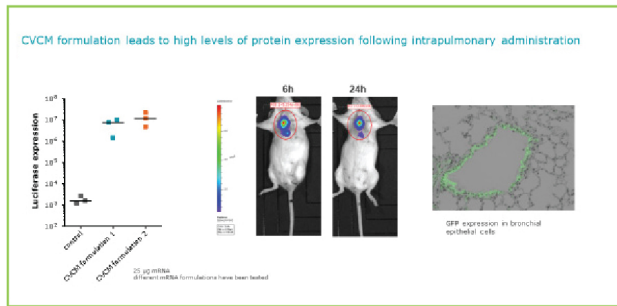 CVCM formulation leads to high levels of protein expression following intrapulmonary administration
6h
24h
Luciferase expression
10⁸
10⁷
10⁶
10⁵
10⁴
10³
10²
control
CVCM formulation 1
CVCM formulation 2
25 µg mRNA
different mRNA formulations have been tested
GFP expression in bronchial
epithelial cells